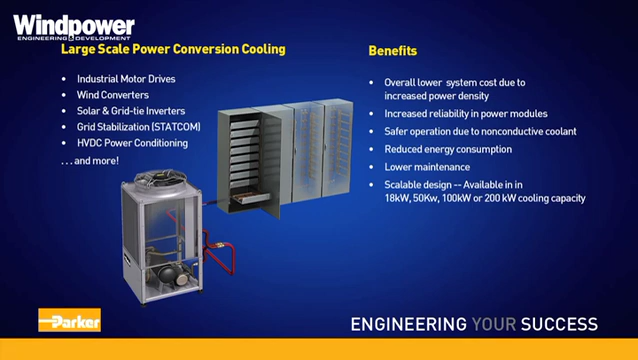 Windpower
ENGINEERING & DEVELOPMENT
Large Scale Power Conversion Cooling
• Industrial Motor Drives
• Wind Converters
• Solar & Grid-tie Inverters
• Grid Stabilization (STATCOM)
• HVDC Power Conditioning
. . . and more!
Benefits
• Overall lower system cost due to
increased power density
• Increased reliability in power modules
• Safer operation due to nonconductive coolant
• Reduced energy consumption
• Lower maintenance
• Scalable design -- Available in in
18kW, 50Kw, 100kW or 200 kW cooling capacity
Parker
ENGINEERING YOUR SUCCESS